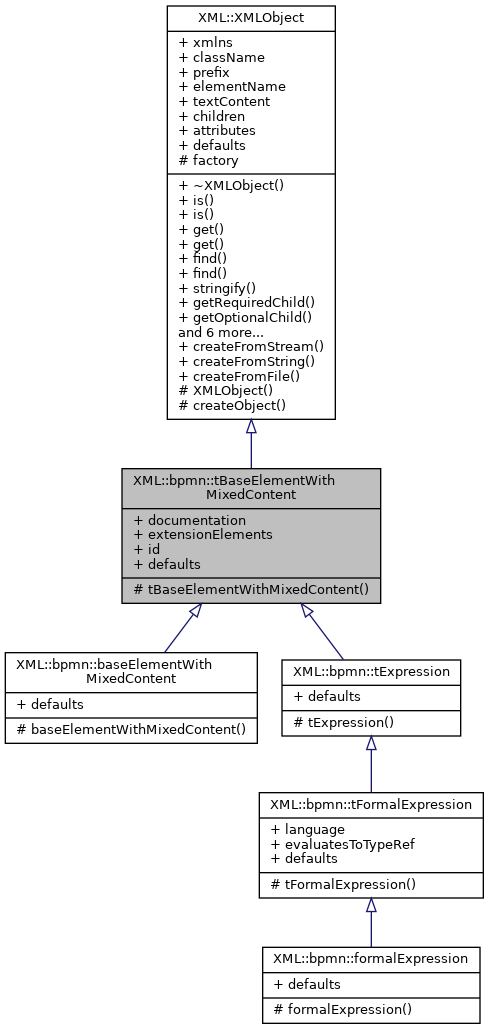 XML::XMLObject
+ xmlns
+ className
+ prefix
+ elementName
+ textContent
+ children
+ attributes
+ defaults
# factory
+ ~XMLObject()
+ is()
+ is()
+ get()
+ get()
+ find()
+ find()
+ stringify()
+ getRequiredChild()
+ getOptionalChild()
and 6 more...
+ createFromStream()
+ createFromString()
+ createFromFile()
# XMLObject()
# createObject()
XML::bpmn::tBaseElementWith
MixedContent
+ documentation
+ extensionElements
+ id
+ defaults
# tBaseElementWithMixedContent()
XML::bpmn::baseElementWith
MixedContent
+ defaults
# baseElementWithMixedContent()
XML::bpmn::tExpression
+ defaults
# tExpression()
XML::bpmn::tFormalExpression
+ language
+ evaluatesToTypeRef
+ defaults
# tFormalExpression()
XML::bpmn::formalExpression
+ defaults
# formalExpression()